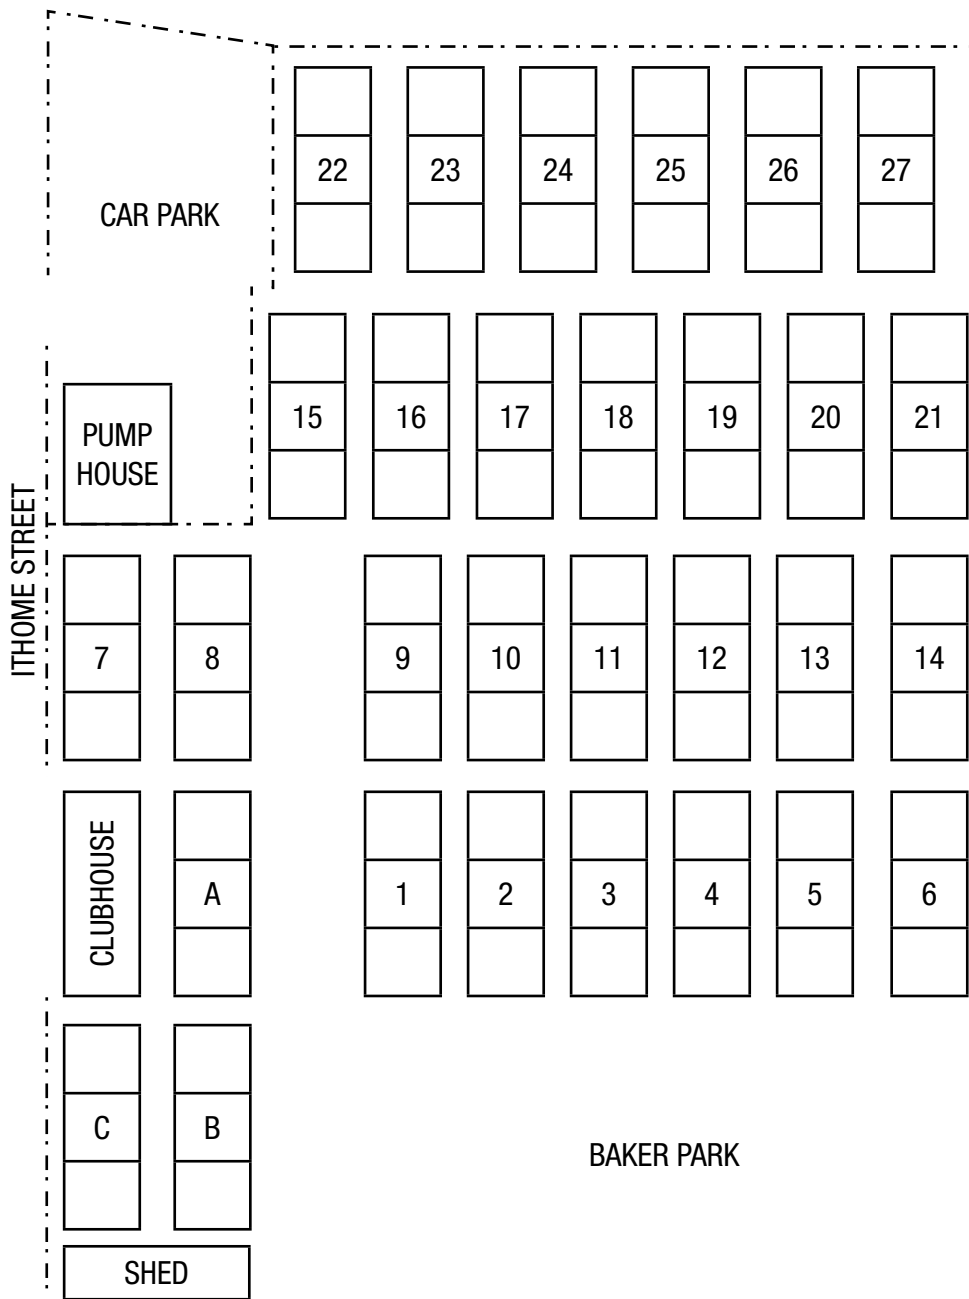 22 23 24 25 26 27
CAR PARK
15 16 17 18 19 20 21
PUMP
HOUSE
ITHOME STREET
7 8 9 10 11 12 13 14
CLUBHOUSE
A 1 2 3 4 5 6
C B
BAKER PARK
SHED